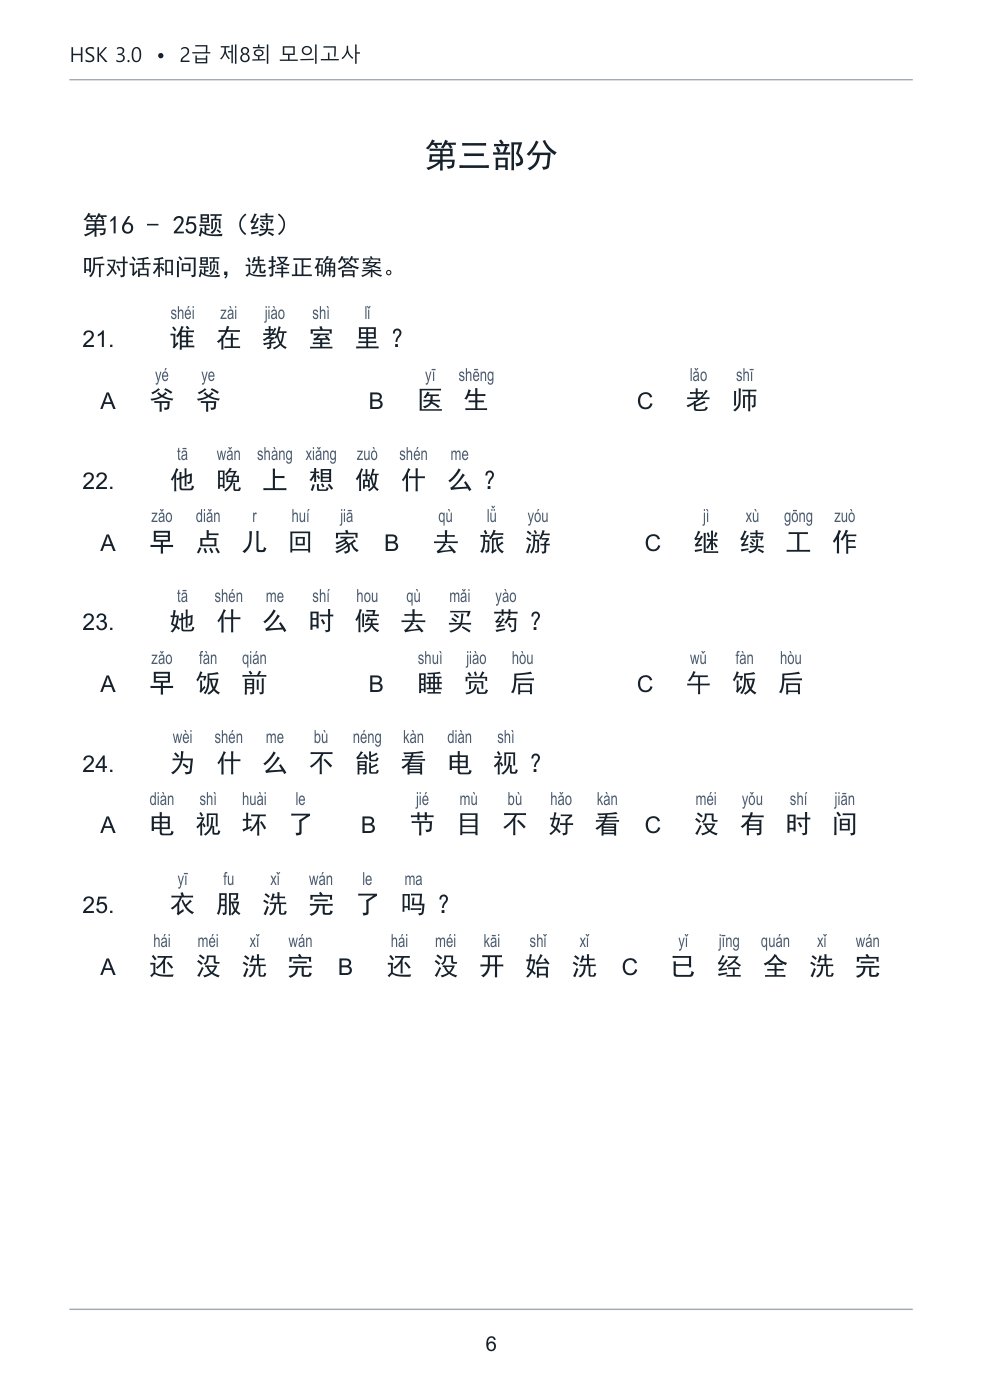 HSK 3.0 • 2급 제8회 모의고사
第三部分
第16 – 25题（续）
听对话和问题，选择正确答案。
shéi zài jiào shì lǐ
21. 谁在教室里？
yé ye yī shēng lǎo shī
A 爷爷 B 医生 C 老师
tā wǎn shàng xiǎng zuò shén me
22. 他晚上想做什么？
zǎo diǎn r huí jiā qù lǚ yóu jì xù gōng zuò
A 早点儿回家 B 去旅游 C 继续工作
tā shén me shí hou qù mǎi yào
23. 她什么时候去买药？
zǎo fàn qián shuì jiào hòu wǔ fàn hòu
A 早饭前 B 睡觉后 C 午饭后
wèi shén me bù néng kàn diàn shì
24. 为什么不能看电视？
diàn shì huài le jié mù bù hǎo kàn méi yǒu shí jiān
A 电视坏了 B 节目不好看 C 没有时间
yī fu xǐ wán le ma
25. 衣服洗完了吗？
hái méi xǐ wán hái méi kāi shǐ xǐ yǐ jīng quán xǐ wán
A 还没洗完 B 还没开始洗 C 已经全洗完
6